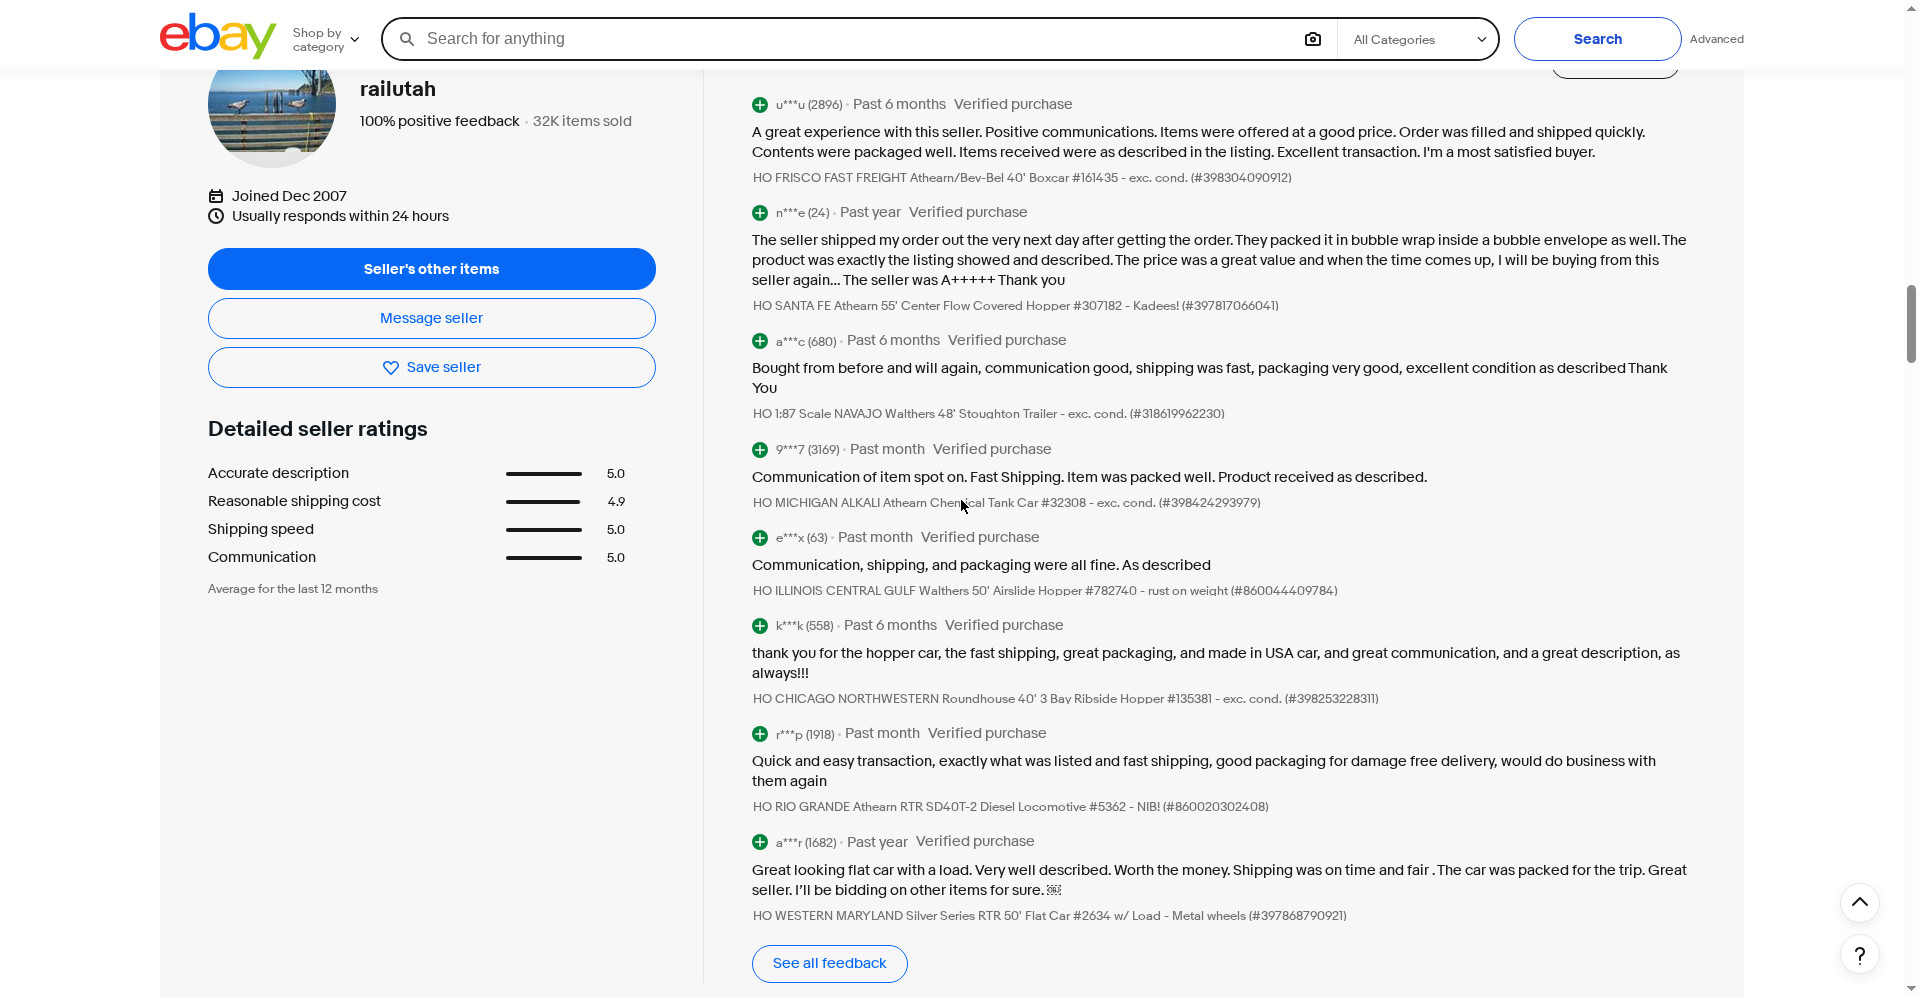 ebay
Shop by
category
Search for anything
All Categories
Search
Advanced
railutah
100% positive feedback · 32K items sold
Joined Dec 2007
Usually responds within 24 hours
Seller's other items
Message seller
Save seller
Detailed seller ratings
Accurate description 5.0
Reasonable shipping cost 4.9
Shipping speed 5.0
Communication 5.0
Average for the last 12 months
u***u (2896) · Past 6 months Verified purchase
A great experience with this seller. Positive communications. Items were offered at a good price. Order was filled and shipped quickly.
Contents were packaged well. Items received were as described in the listing. Excellent transaction. I'm a most satisfied buyer.
HO FRISCO FAST FREIGHT Athearn/Bev-Bel 40' Boxcar #161435 - exc. cond. (#398304090912)
n***e (24) · Past year Verified purchase
The seller shipped my order out the very next day after getting the order. They packed it in bubble wrap inside a bubble envelope as well. The
product was exactly the listing showed and described. The price was a great value and when the time comes up, I will be buying from this
seller again... The seller was A+++++ Thank you
HO SANTA FE Athearn 55' Center Flow Covered Hopper #307182 - Kadees! (#397817066041)
a***c (680) · Past 6 months Verified purchase
Bought from before and will again, communication good, shipping was fast, packaging very good, excellent condition as described Thank
You
HO 1:87 Scale NAVAJO Walthers 48' Stoughton Trailer - exc. cond. (#318619962230)
9***7 (3169) · Past month Verified purchase
Communication of item spot on. Fast Shipping. Item was packed well. Product received as described.
HO MICHIGAN ALKALI Athearn Chemical Tank Car #32308 - exc. cond. (#398424293979)
e***x (63) · Past month Verified purchase
Communication, shipping, and packaging were all fine. As described
HO ILLINOIS CENTRAL GULF Walthers 50' Airslide Hopper #782740 - rust on weight (#860044409784)
k***k (558) · Past 6 months Verified purchase
thank you for the hopper car, the fast shipping, great packaging, and made in USA car, and great communication, and a great description, as
always!!!
HO CHICAGO NORTHWESTERN Roundhouse 40' 3 Bay Ribside Hopper #135381 - exc. cond. (#398253228311)
r***p (1918) · Past month Verified purchase
Quick and easy transaction, exactly what was listed and fast shipping, good packaging for damage free delivery, would do business with
them again
HO RIO GRANDE Athearn RTR SD40T-2 Diesel Locomotive #5362 - NIB! (#860020302408)
a***r (1682) · Past year Verified purchase
Great looking flat car with a load. Very well described. Worth the money. Shipping was on time and fair . The car was packed for the trip. Great
seller. I'll be bidding on other items for sure. ￼
HO WESTERN MARYLAND Silver Series RTR 50' Flat Car #2634 w/ Load - Metal wheels (#397868790921)
See all feedback
?